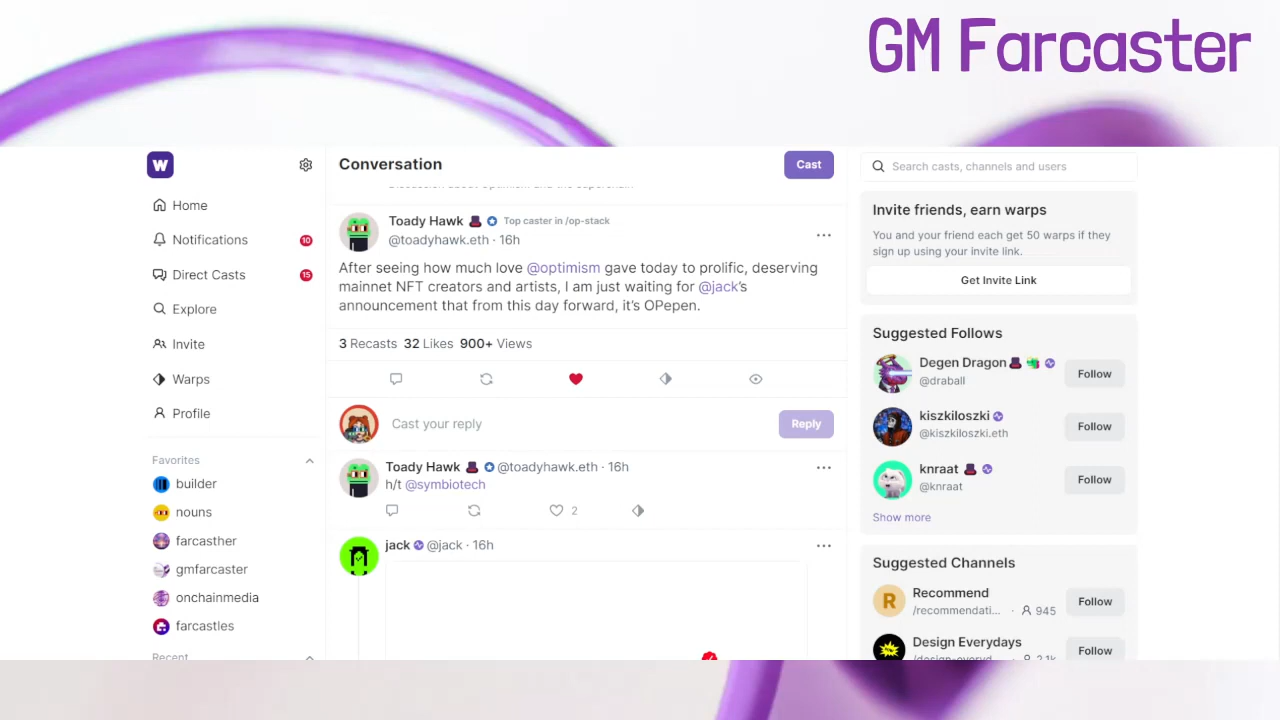 GM Farcaster
W
Conversation
Cast
Search casts, channels and users
Home
Notifications
10
Direct Casts
15
Explore
Invite
Warps
Profile
Favorites
builder
nouns
farcasther
gmfarcaster
onchainmedia
farcastles
Recent
Toady Hawk Top caster in /op-stack
@toadyhawk.eth · 16h
After seeing how much love @optimism gave today to prolific, deserving
mainnet NFT creators and artists, I am just waiting for @jack's
announcement that from this day forward, it's OPepen.
3 Recasts 32 Likes 900+ Views
Cast your reply
Reply
Toady Hawk @toadyhawk.eth · 16h
h/t @symbiotech
2
jack @jack · 16h
Invite friends, earn warps
You and your friend each get 50 warps if they
sign up using your invite link.
Get Invite Link
Suggested Follows
Degen Dragon
@draball
Follow
kiszkiloszki
@kiszkiloszki.eth
Follow
knraat
@knraat
Follow
Show more
Suggested Channels
R
Recommend
/recommendati... · 945
Follow
Design Everydays
/design-everyd... 2.1k
Follow